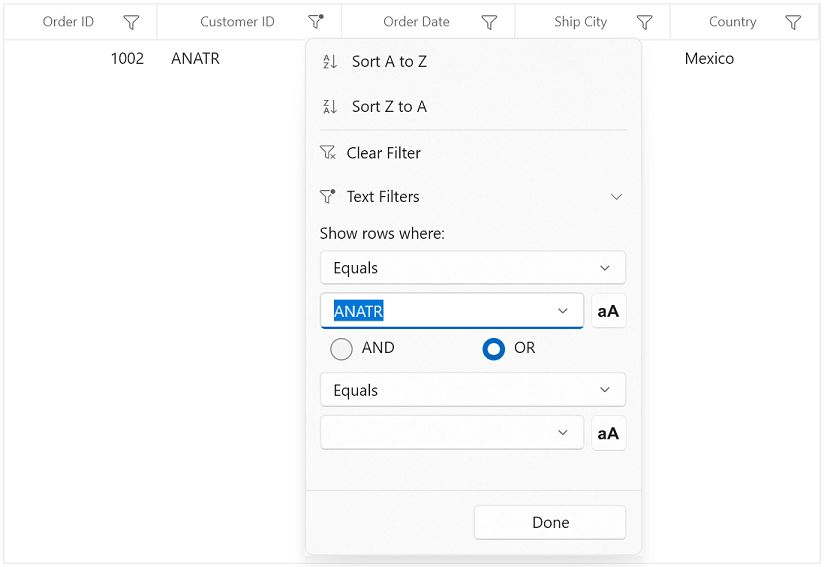 Order ID Customer ID Order Date Ship City Country
1002 ANATR Mexico
Sort A to Z
Sort Z to A
Clear Filter
Text Filters
Show rows where:
Equals
ANATR aA
AND OR
Equals
aA
Done